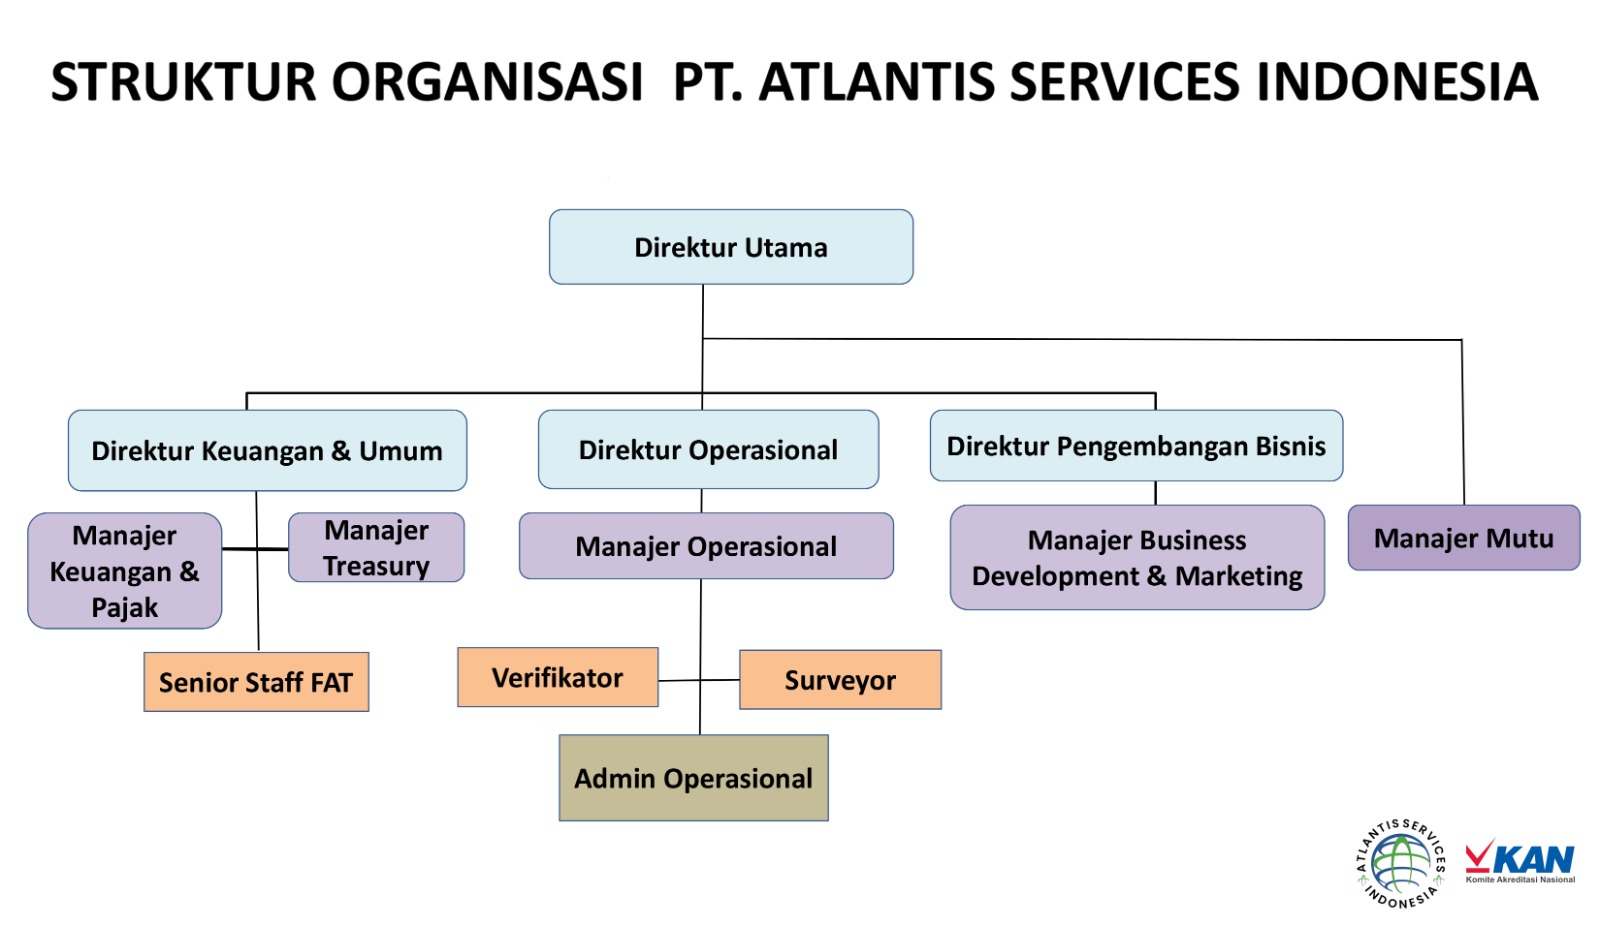 STRUKTUR ORGANISASI PT. ATLANTIS SERVICES INDONESIA
Direktur Utama
Direktur Keuangan & Umum
Direktur Operasional
Direktur Pengembangan Bisnis
Manajer
Keuangan &
Pajak
Manajer
Treasury
Manajer Operasional
Manajer Business
Development & Marketing
Manajer Mutu
Senior Staff FAT
Verifikator
Surveyor
Admin Operasional
ATLANTIS SERVICES
INDONESIA
KAN
Komite Akreditasi Nasional